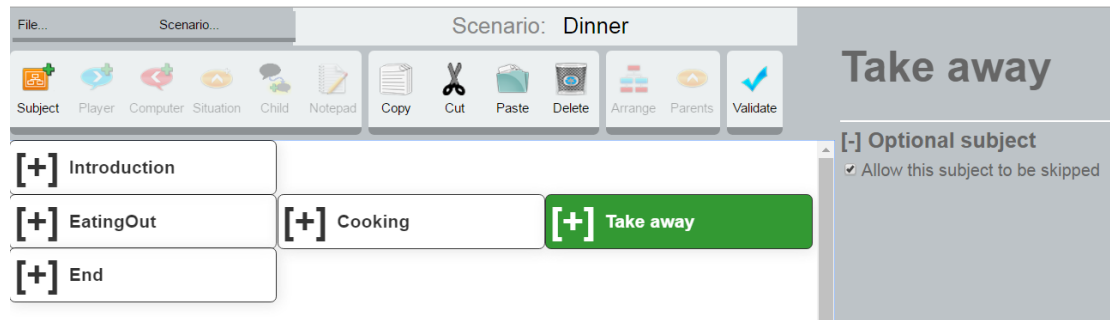 File... Scenario... Scenario: Dinner
Subject Player Computer Situation Child Notepad Copy Cut Paste Delete Arrange Parents Validate
Take away
[-] Optional subject
Allow this subject to be skipped
[+] Introduction
[+] EatingOut [+] Cooking [+] Take away
[+] End